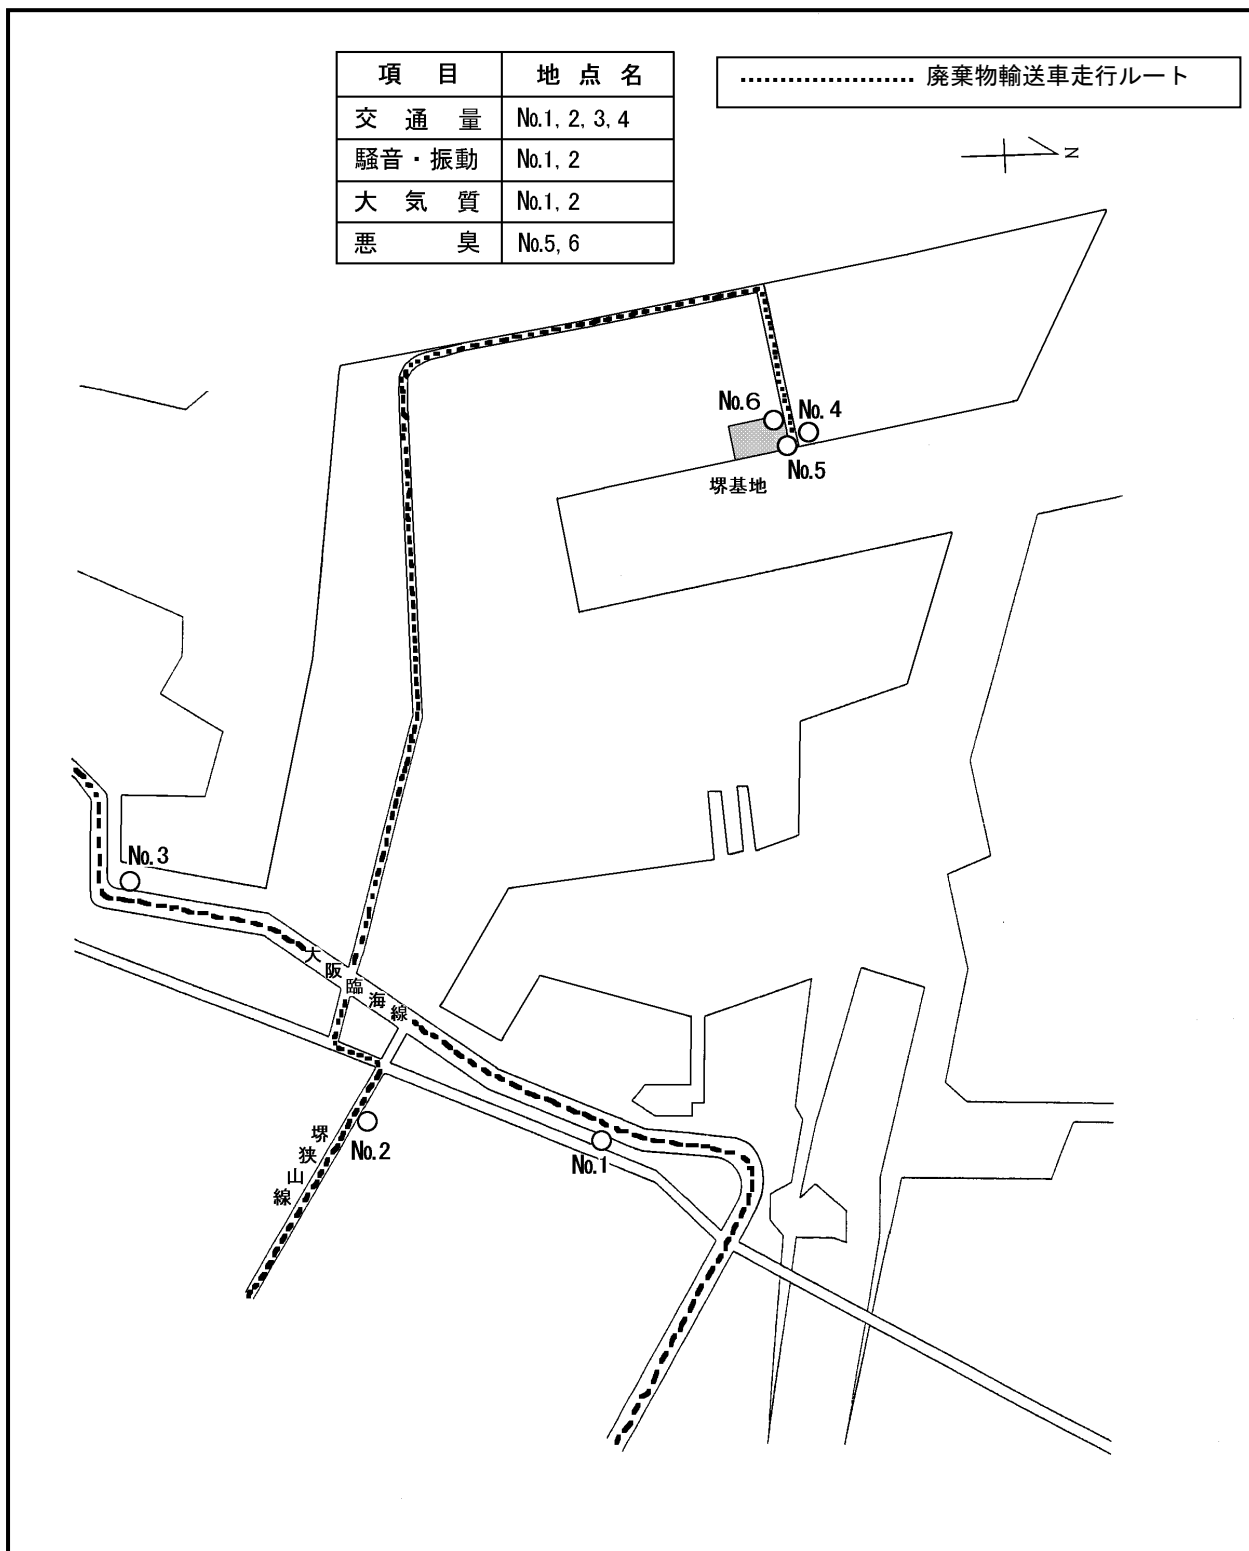 項 目 地 点 名
交 通 量 No.1, 2, 3, 4
騒音・振動 No.1, 2
大 気 質 No.1, 2
悪 臭 No.5, 6
廃棄物輸送車走行ルート
N
No.6
No.4
No.5
堺基地
No.3
大阪臨海線
No.2
No.1
堺狭山線